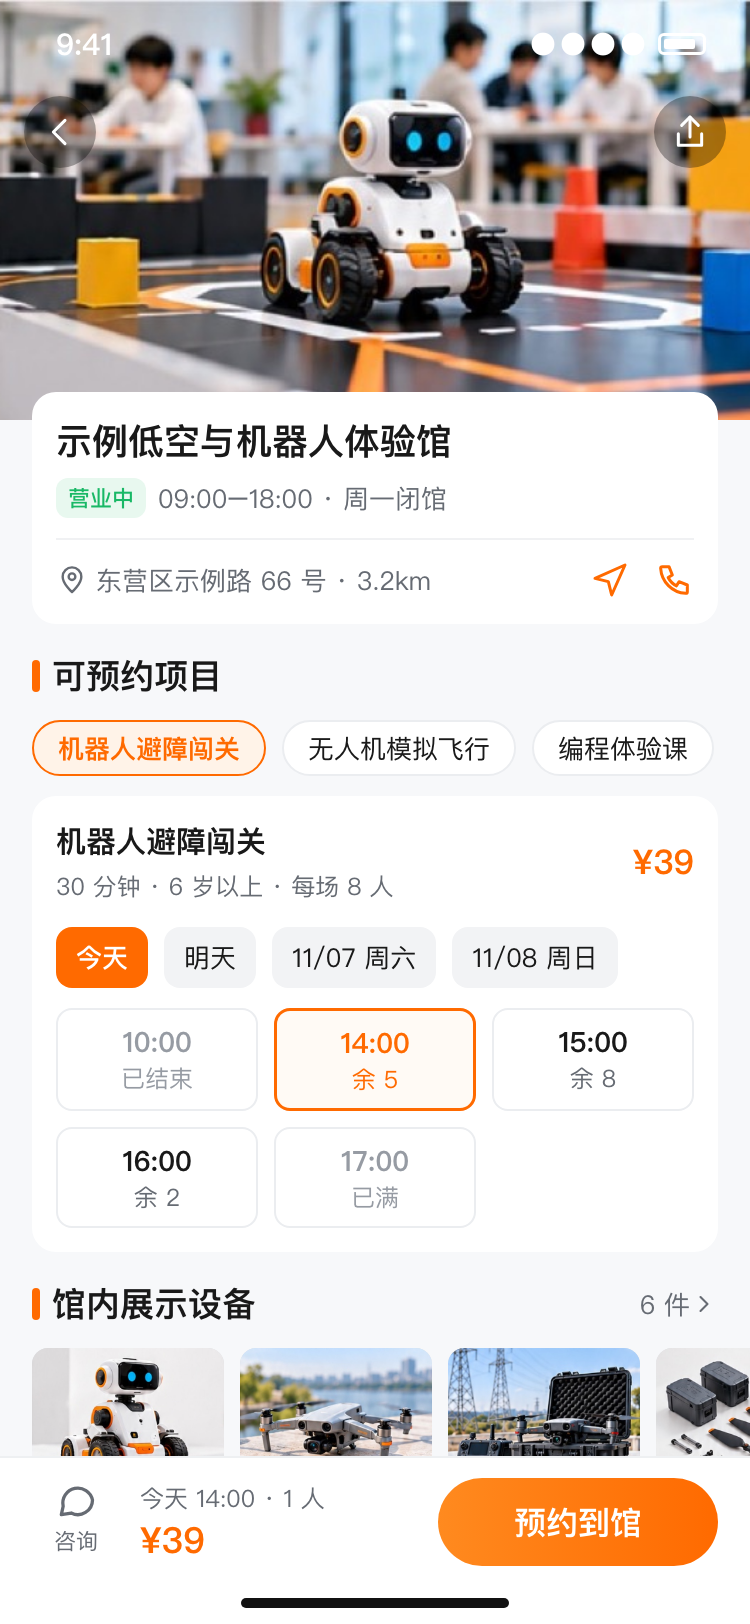 9:41
示例低空与机器人体验馆
营业中 09:00—18:00 · 周一闭馆
东营区示例路 66 号 · 3.2km
可预约项目
机器人避障闯关 无人机模拟飞行 编程体验课
机器人避障闯关
¥39
30 分钟 · 6 岁以上 · 每场 8 人
今天 明天 11/07 周六 11/08 周日
10:00 14:00 15:00
已结束 余 5 余 8
16:00 17:00
余 2 已满
馆内展示设备 6 件
今天 14:00 · 1 人
咨询 ¥39
预约到馆